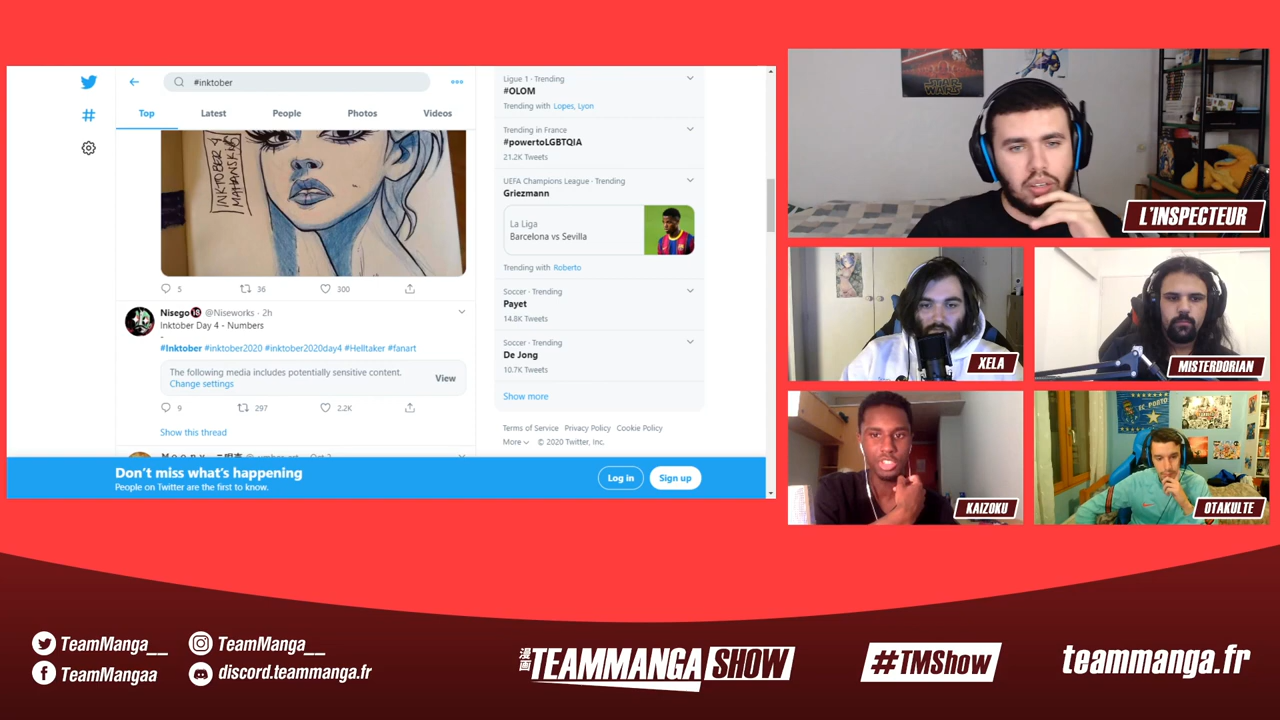 #inktober
Top
Latest
People
Photos
Videos
INKTOBER 4
5
36
300
Nisego🔞 @Niseworks · 2h
Inktober Day 4 - Numbers
-
#Inktober #inktober2020 #inktober2020day4 #Helltaker #fanart
The following media includes potentially sensitive content.
Change settings
View
9
297
2.2K
Show this thread
Ligue 1 · Trending
#OLOM
Trending with Lopes, Lyon
Trending in France
#powertoLGBTQIA
21.2K Tweets
UEFA Champions League · Trending
Griezmann
La Liga
Barcelona vs Sevilla
Trending with Roberto
Soccer · Trending
Payet
14.8K Tweets
Soccer · Trending
De Jong
10.7K Tweets
Show more
Terms of Service Privacy Policy Cookie Policy
More © 2020 Twitter, Inc.
Don't miss what's happening
People on Twitter are the first to know.
Log in
Sign up
STAR
WARS
L'INSPECTEUR
XELA
MISTERDORIAN
KAIZOKU
FC PORTO
OTAKULTE
TeamManga__
TeamManga__
TeamMangaa
discord.teammanga.fr
漫画 TEAMMANGA SHOW
#TMShow
teammanga.fr